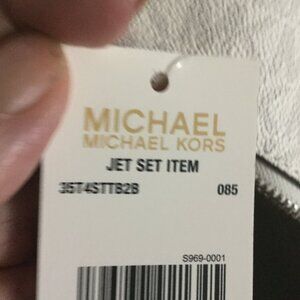 MICHAEL
MICHAEL KORS
JET SET ITEM
35T4STTB2B 085
S969-0001